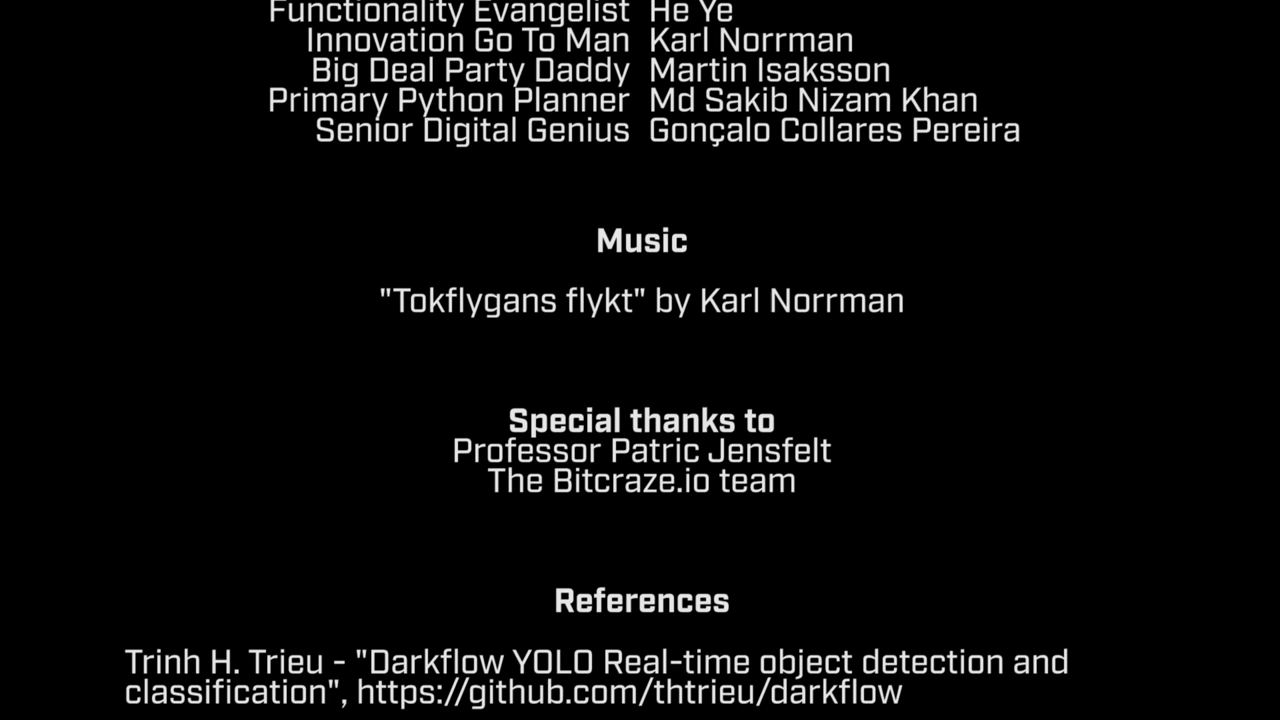 Functionality Evangelist He Ye
Innovation Go To Man Karl Norrman
Big Deal Party Daddy Martin Isaksson
Primary Python Planner Md Sakib Nizam Khan
Senior Digital Genius Gonçalo Collares Pereira
Music
"Tokflygans flykt" by Karl Norrman
Special thanks to
Professor Patric Jensfelt
The Bitcraze.io team
References
Trinh H. Trieu - "Darkflow YOLO Real-time object detection and
classification", https://github.com/thtrieu/darkflow